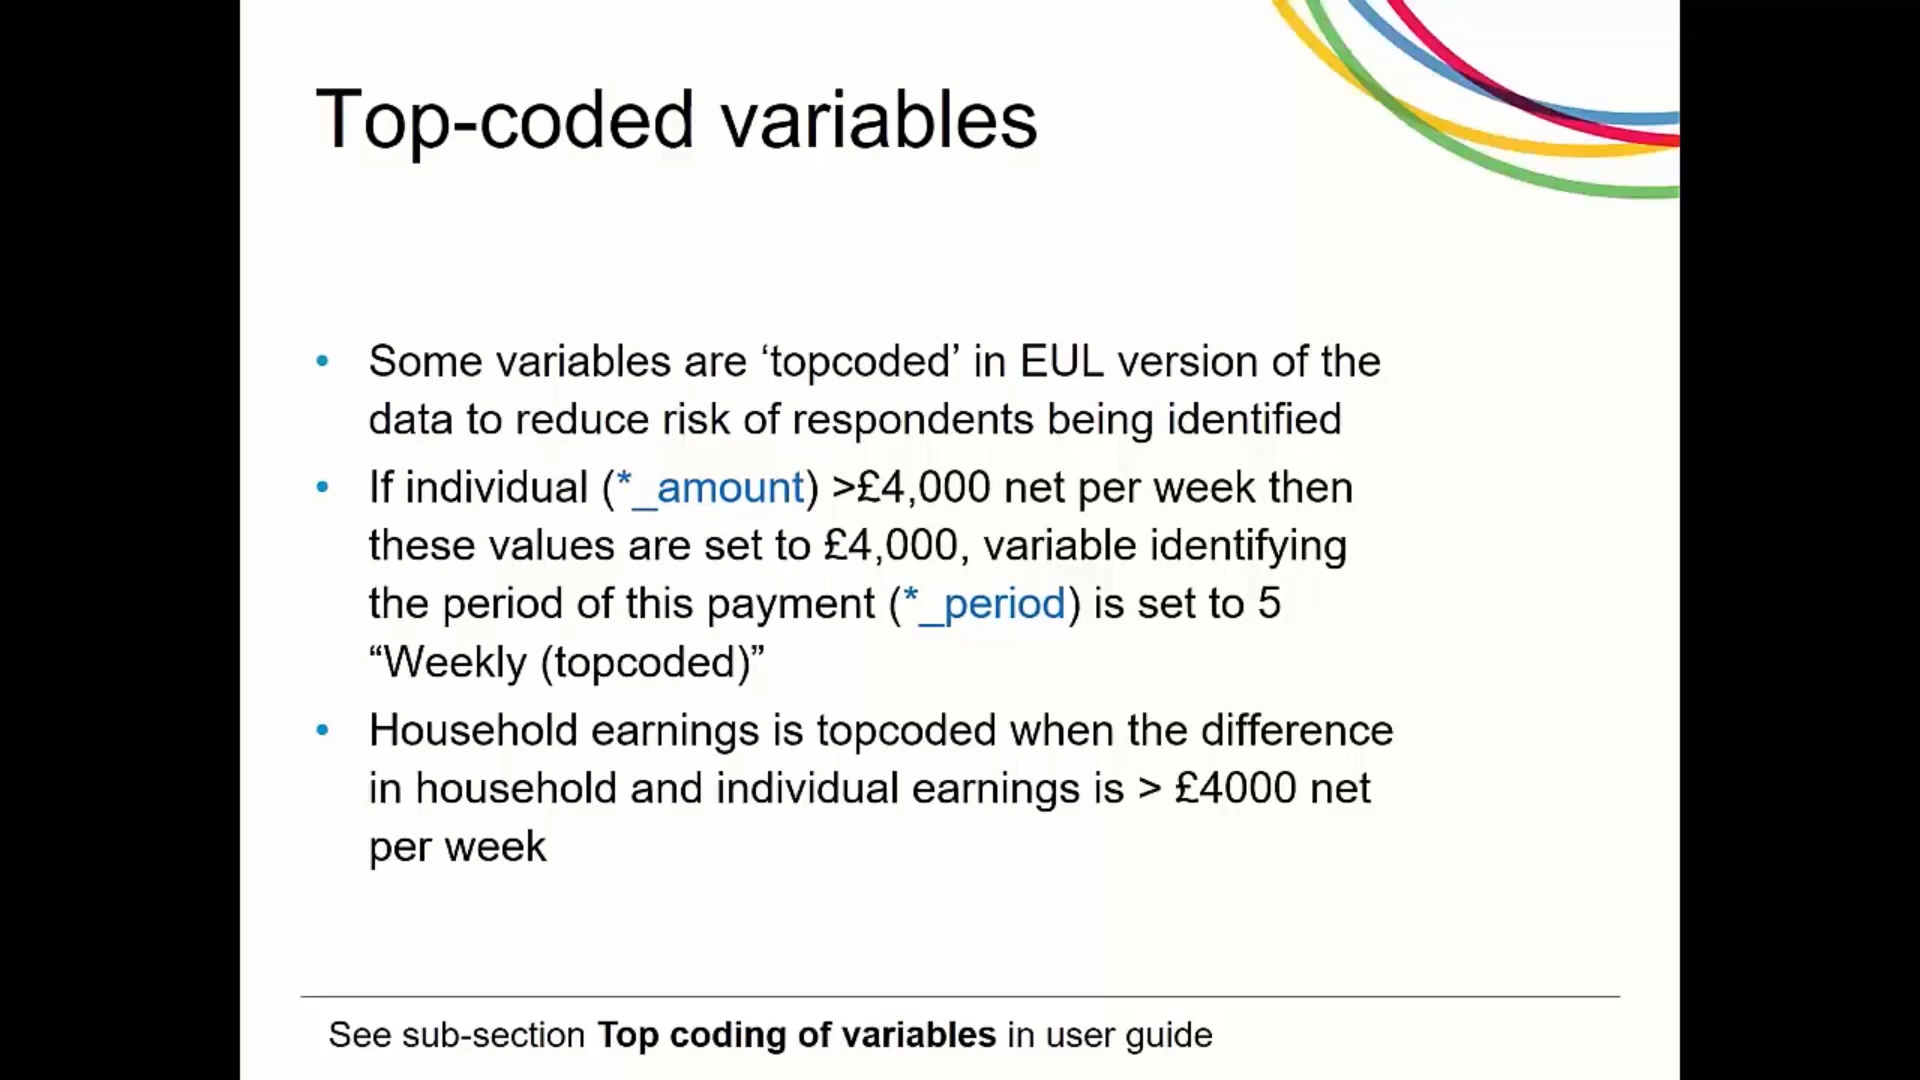 Top-coded variables
• Some variables are ‘topcoded’ in EUL version of the
data to reduce risk of respondents being identified
• If individual (*_amount) >£4,000 net per week then
these values are set to £4,000, variable identifying
the period of this payment (*_period) is set to 5
“Weekly (topcoded)”
• Household earnings is topcoded when the difference
in household and individual earnings is > £4000 net
per week
See sub-section Top coding of variables in user guide